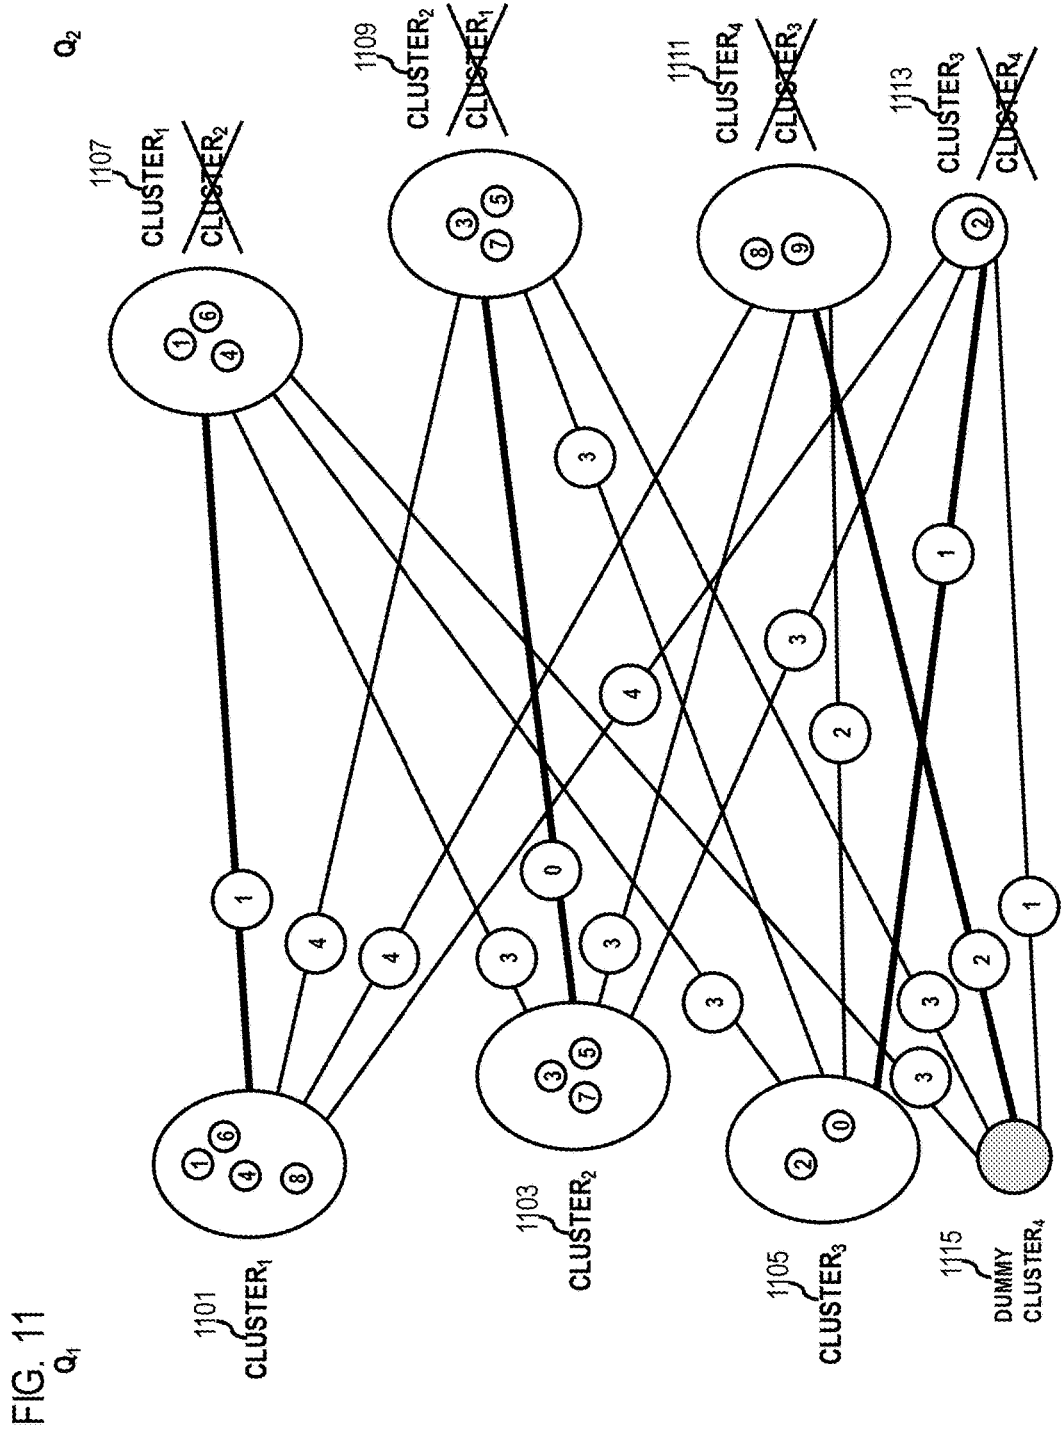 FIG. 11
Q₁
Q₂
1101
CLUSTER₁
1
6
4
8
1103
CLUSTER₂
3
7
5
1105
CLUSTER₃
2
0
1115
DUMMY
CLUSTER₄
1
4
4
3
0
3
3
4
3
3
2
3
3
1
2
1
1107
CLUSTER₁
CLUSTER₂
1
6
4
1109
CLUSTER₂
CLUSTER₁
3
7
5
1111
CLUSTER₄
CLUSTER₃
8
9
1113
CLUSTER₃
CLUSTER₄
2